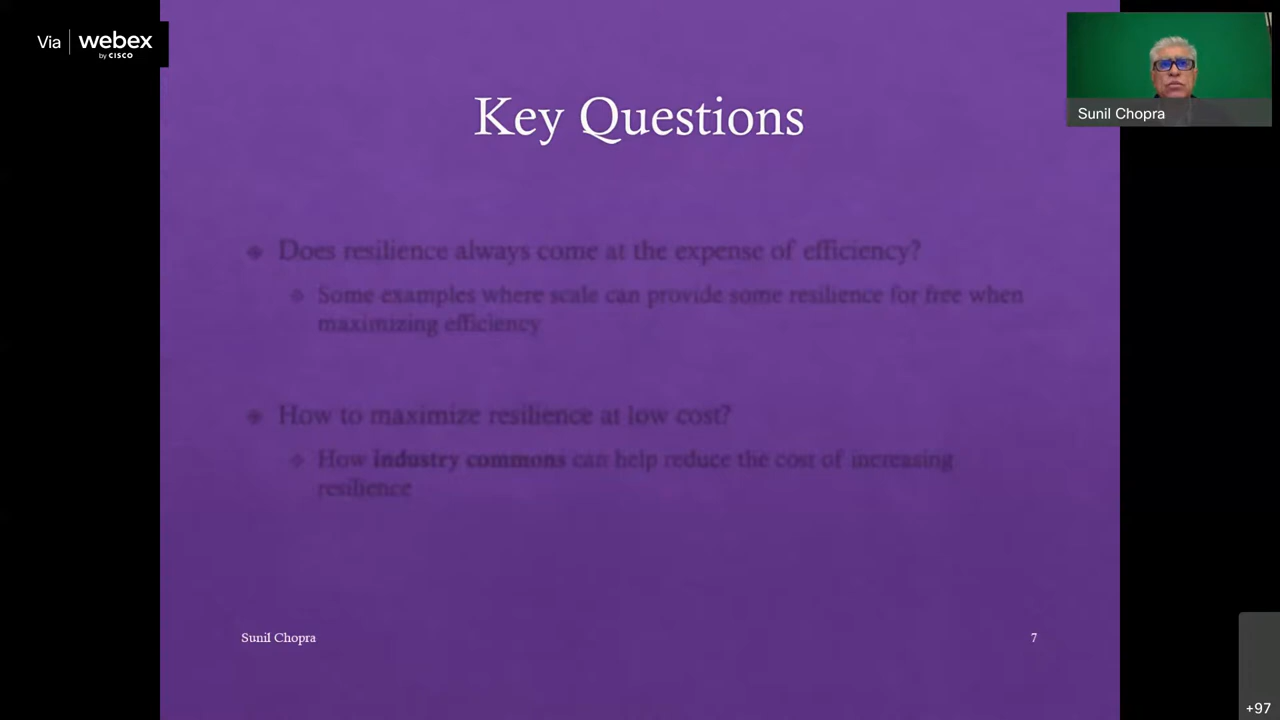 Via webex
by CISCO
Sunil Chopra
Key Questions
Does resilience always come at the expense of efficiency?
Some examples where scale can provide some resilience for free when
maximizing efficiency
How to maximize resilience at low cost?
How industry commons can help reduce the cost of increasing
resilience
Sunil Chopra
7
+97